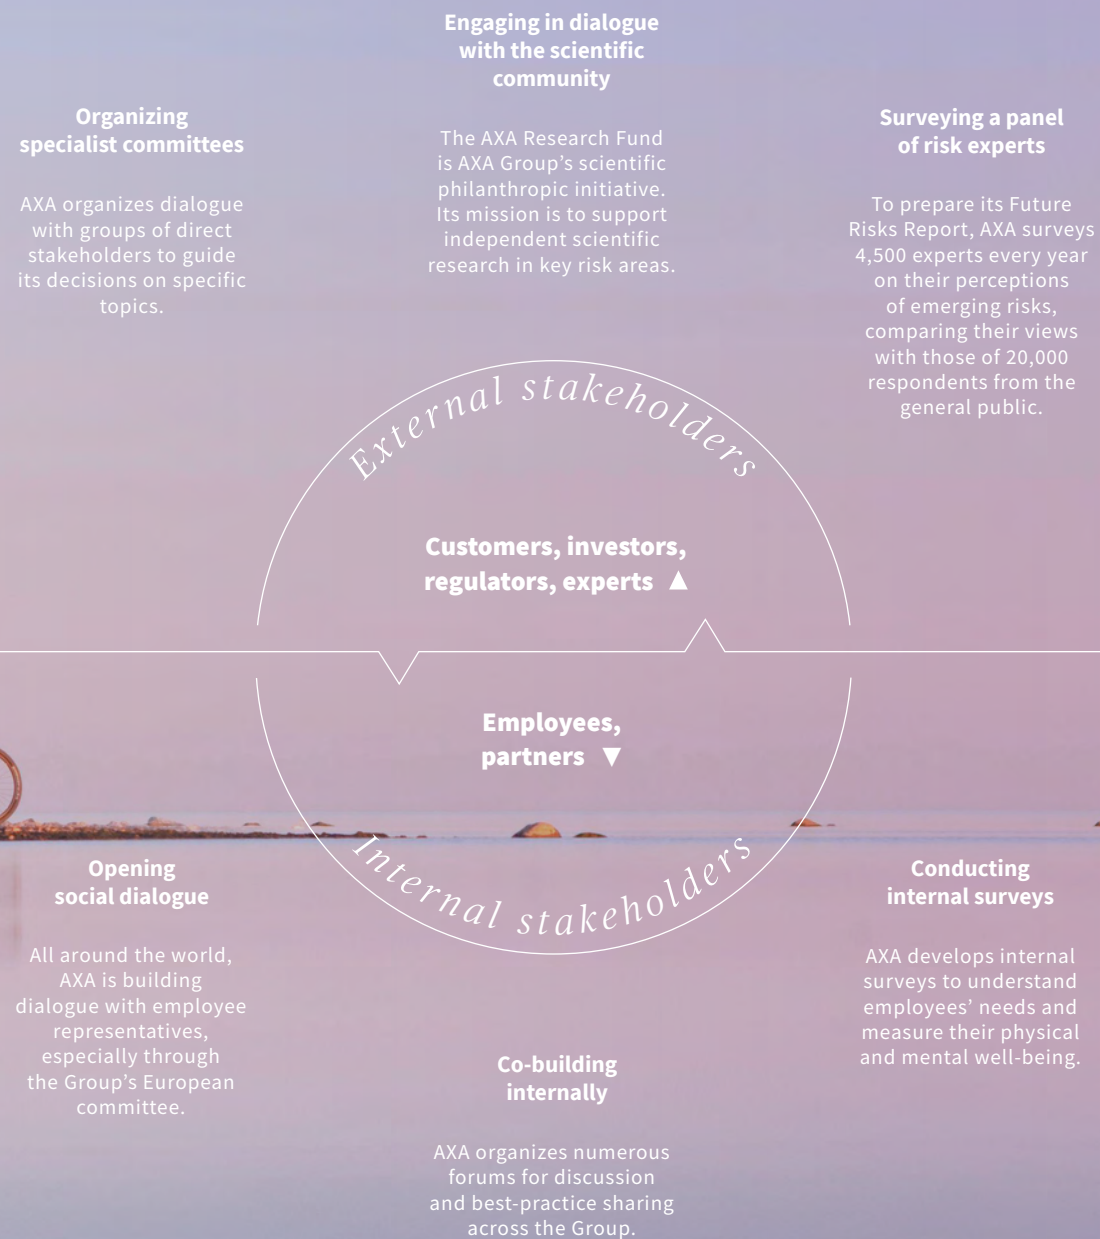 Engaging in dialogue
with the scientific
community
The AXA Research Fund
is AXA Group’s scientific
philanthropic initiative.
Its mission is to support
independent scientific
research in key risk areas.
Organizing
specialist committees
AXA organizes dialogue
with groups of direct
stakeholders to guide
its decisions on specific
topics.
Surveying a panel
of risk experts
To prepare its Future
Risks Report, AXA surveys
4,500 experts every year
on their perceptions
of emerging risks,
comparing their views
with those of 20,000
respondents from the
general public.
External stakeholders
Customers, investors,
regulators, experts ▲
Employees,
partners ▼
Internal stakeholders
Opening
social dialogue
All around the world,
AXA is building
dialogue with employee
representatives,
especially through
the Group’s European
committee.
Conducting
internal surveys
AXA develops internal
surveys to understand
employees’ needs and
measure their physical
and mental well-being.
Co-building
internally
AXA organizes numerous
forums for discussion
and best-practice sharing
across the Group.